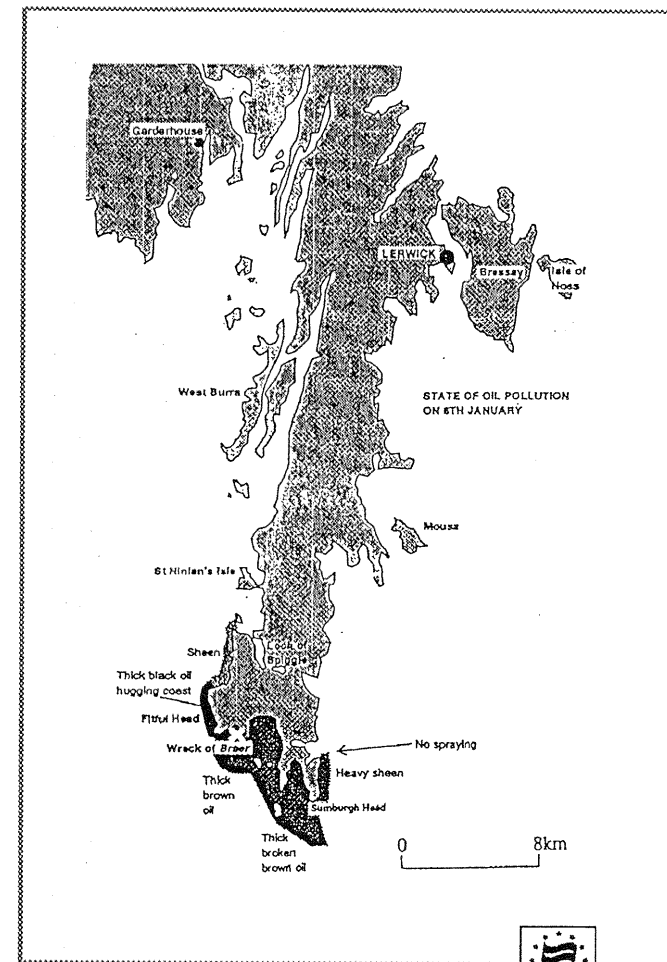 Garderhouse
LERWICK
Bressay
Isle of
Noss
West Burra
STATE OF OIL POLLUTION
ON 6TH JANUARY
Mousa
St Ninian's Isle
Loch of
Spiggie
Sheen
Thick black oil
hugging coast
Fitful Head
Wreck of Braer
No spraying
Thick
brown
oil
Heavy sheen
Sumburgh Head
Thick
broken
brown oil
0 8km